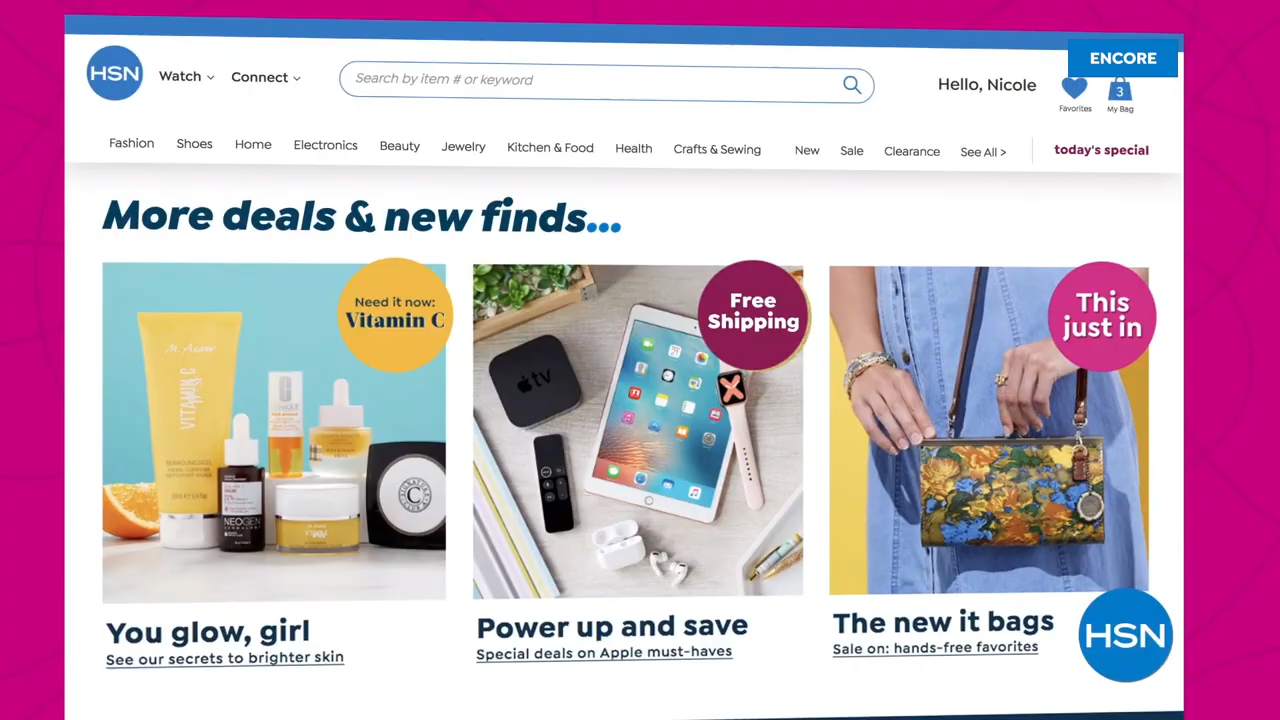 ENCORE
HSN
Watch
Connect
Search by item # or keyword
Hello, Nicole
Favorites
3
My Bag
Fashion
Shoes
Home
Electronics
Beauty
Jewelry
Kitchen & Food
Health
Crafts & Sewing
New
Sale
Clearance
See All >
today's special
More deals & new finds...
Need it now:
Vitamin C
VITAMIN C
NEOGEN
C
tv
Free
Shipping
This
just in
You glow, girl
See our secrets to brighter skin
Power up and save
Special deals on Apple must-haves
The new it bags
Sale on: hands-free favorites
HSN